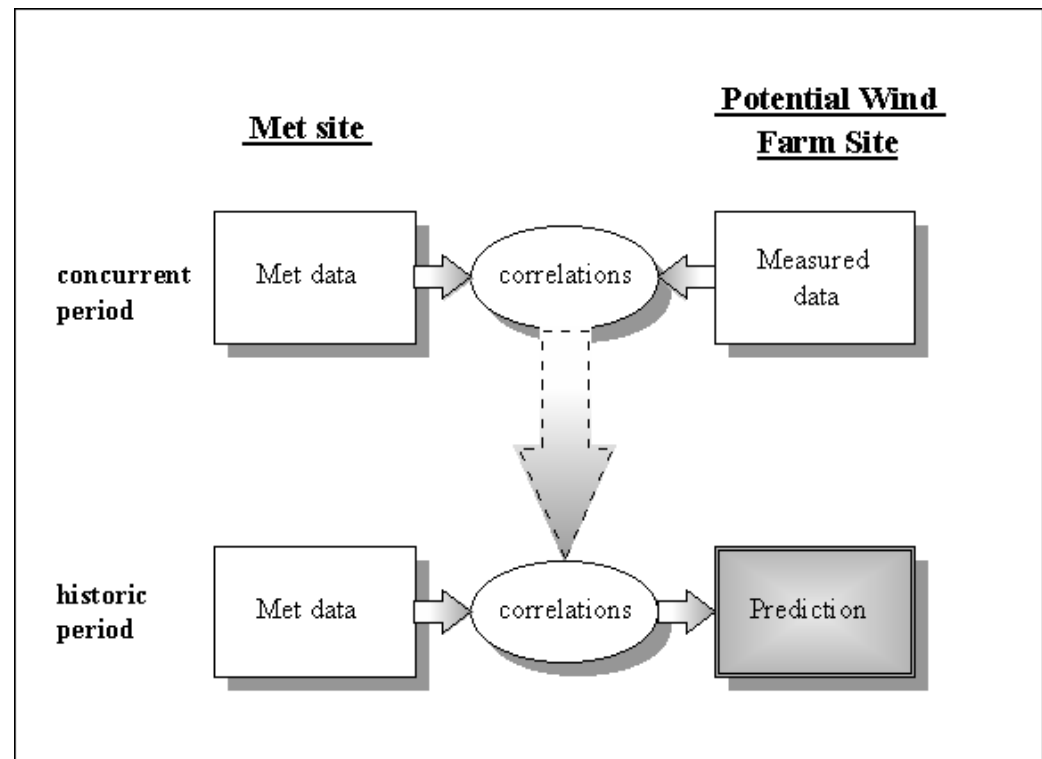 Met site
Potential Wind
Farm Site
concurrent
period
Met data
correlations
Measured
data
historic
period
Met data
correlations
Prediction